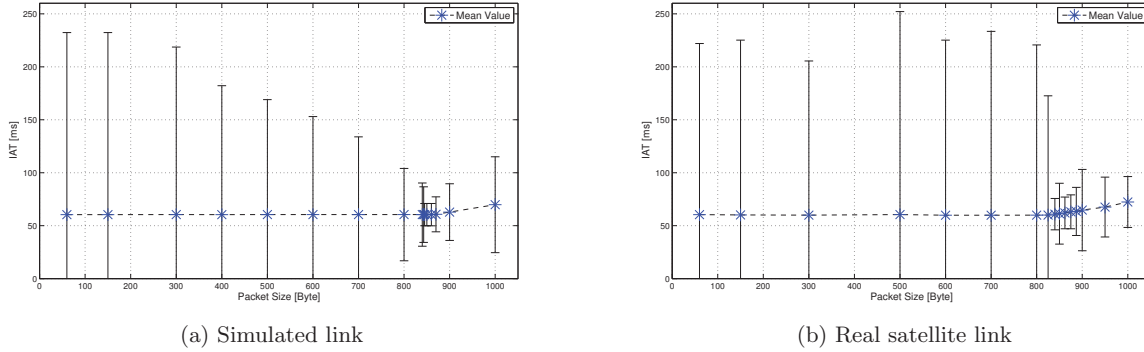 Mean Value
250
200
150
100
50
0
IAT [ms]
0 100 200 300 400 500 600 700 800 900 1000
Packet Size [Byte]
(a) Simulated link
Mean Value
250
200
150
100
50
0
IAT [ms]
0 100 200 300 400 500 600 700 800 900 1000
Packet Size [Byte]
(b) Real satellite link